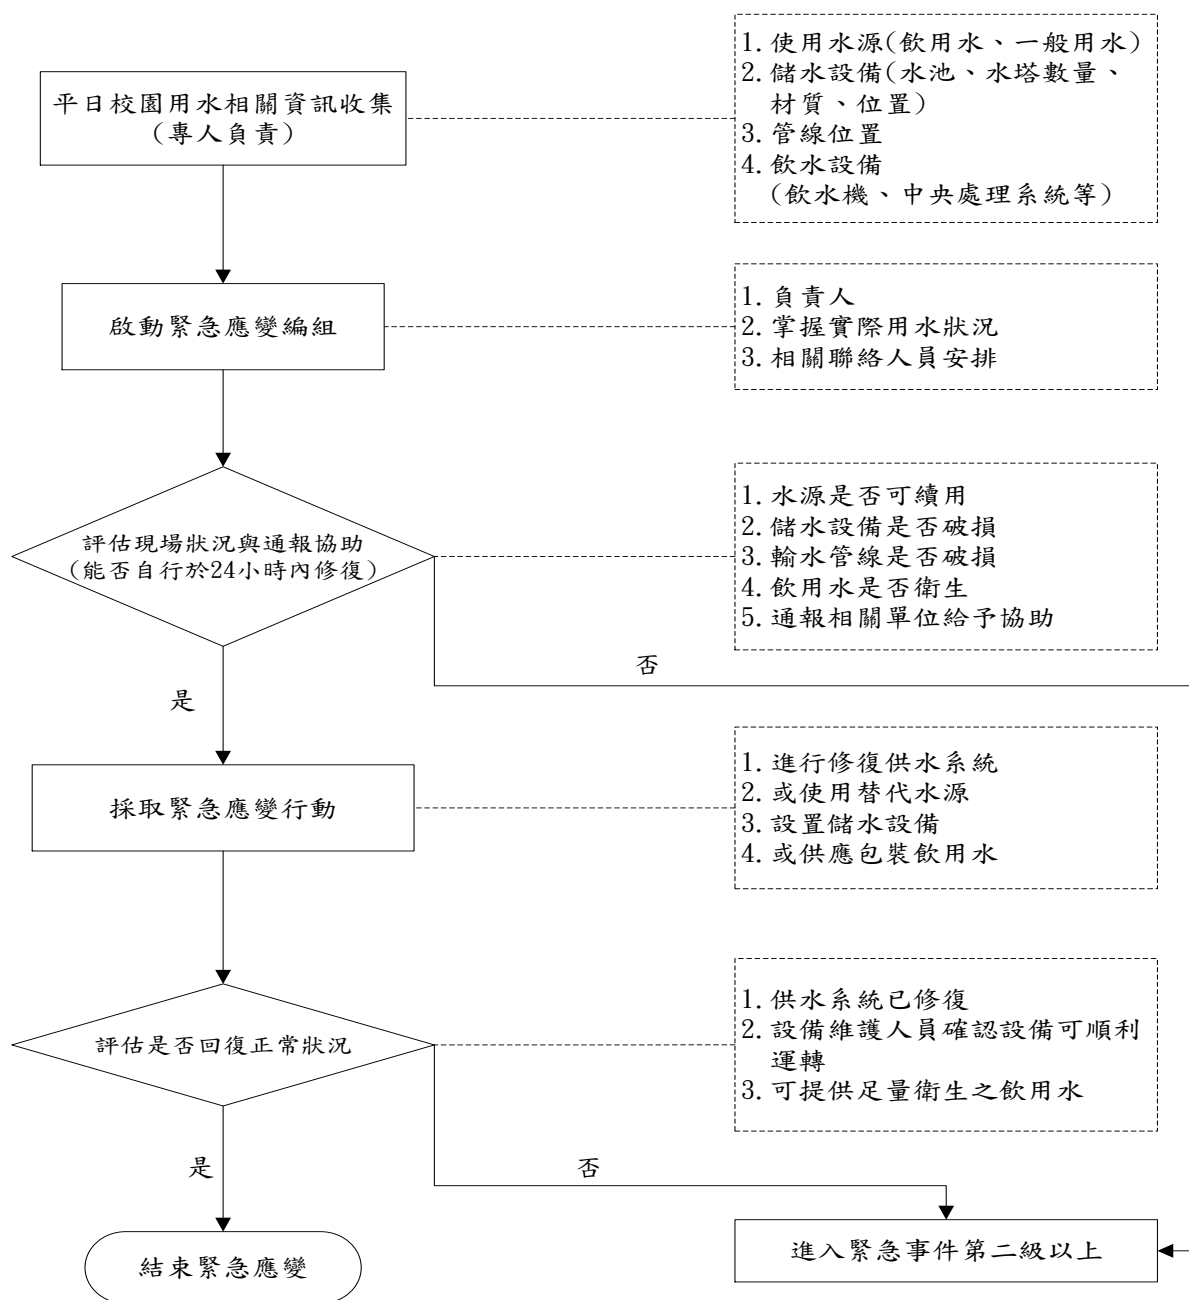 平日校園用水相關資訊收集
(專人負責)
1. 使用水源(飲用水、一般用水)
2. 儲水設備(水池、水塔數量、
材質、位置)
3. 管線位置
4. 飲水設備
(飲水機、中央處理系統等)
啟動緊急應變編組
1. 負責人
2. 掌握實際用水狀況
3. 相關聯絡人員安排
評估現場狀況與通報協助
(能否自行於24小時內修復)
1. 水源是否可續用
2. 儲水設備是否破損
3. 輸水管線是否破損
4. 飲用水是否衛生
5. 通報相關單位給予協助
否
是
採取緊急應變行動
1. 進行修復供水系統
2. 或使用替代水源
3. 設置儲水設備
4. 或供應包裝飲用水
評估是否回復正常狀況
1. 供水系統已修復
2. 設備維護人員確認設備可順利
運轉
3. 可提供足量衛生之飲用水
是
否
結束緊急應變
進入緊急事件第二級以上